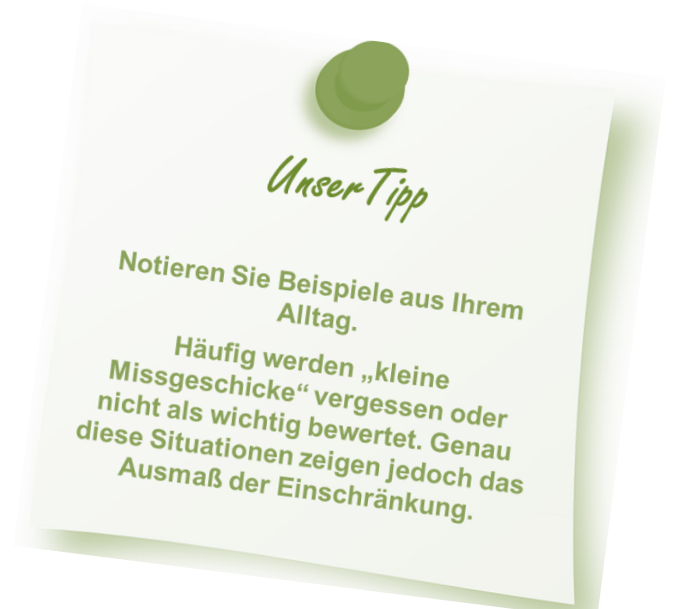 Unser Tipp
Notieren Sie Beispiele aus Ihrem
Alltag.
Häufig werden „kleine
Missgeschicke“ vergessen oder
nicht als wichtig bewertet. Genau
diese Situationen zeigen jedoch das
Ausmaß der Einschränkung.